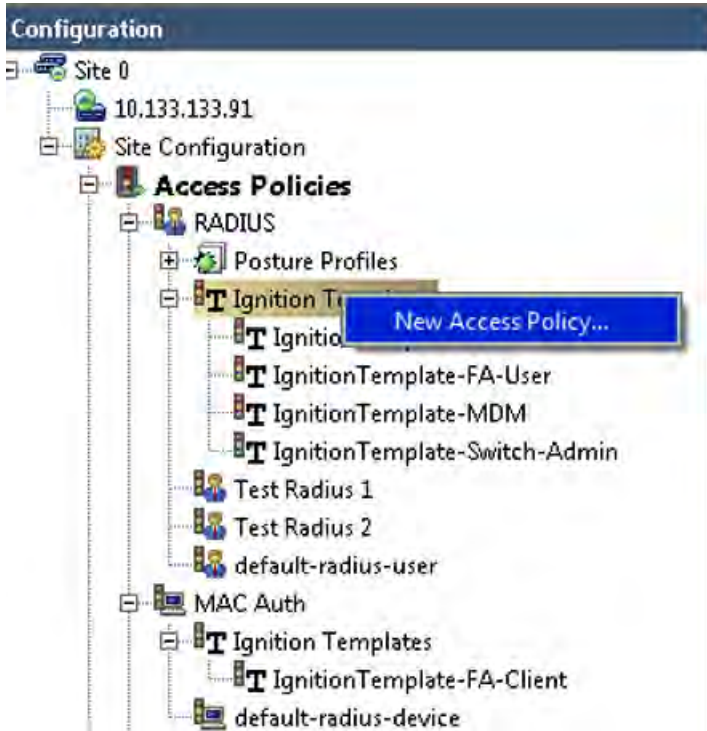 Configuration
Site 0
10.133.133.91
Site Configuration
Access Policies
RADIUS
Posture Profiles
Ignition
New Access Policy...
IgnitionTemplate-FA-User
IgnitionTemplate-MDM
IgnitionTemplate-Switch-Admin
Test Radius 1
Test Radius 2
default-radius-user
MAC Auth
Ignition Templates
IgnitionTemplate-FA-Client
default-radius-device